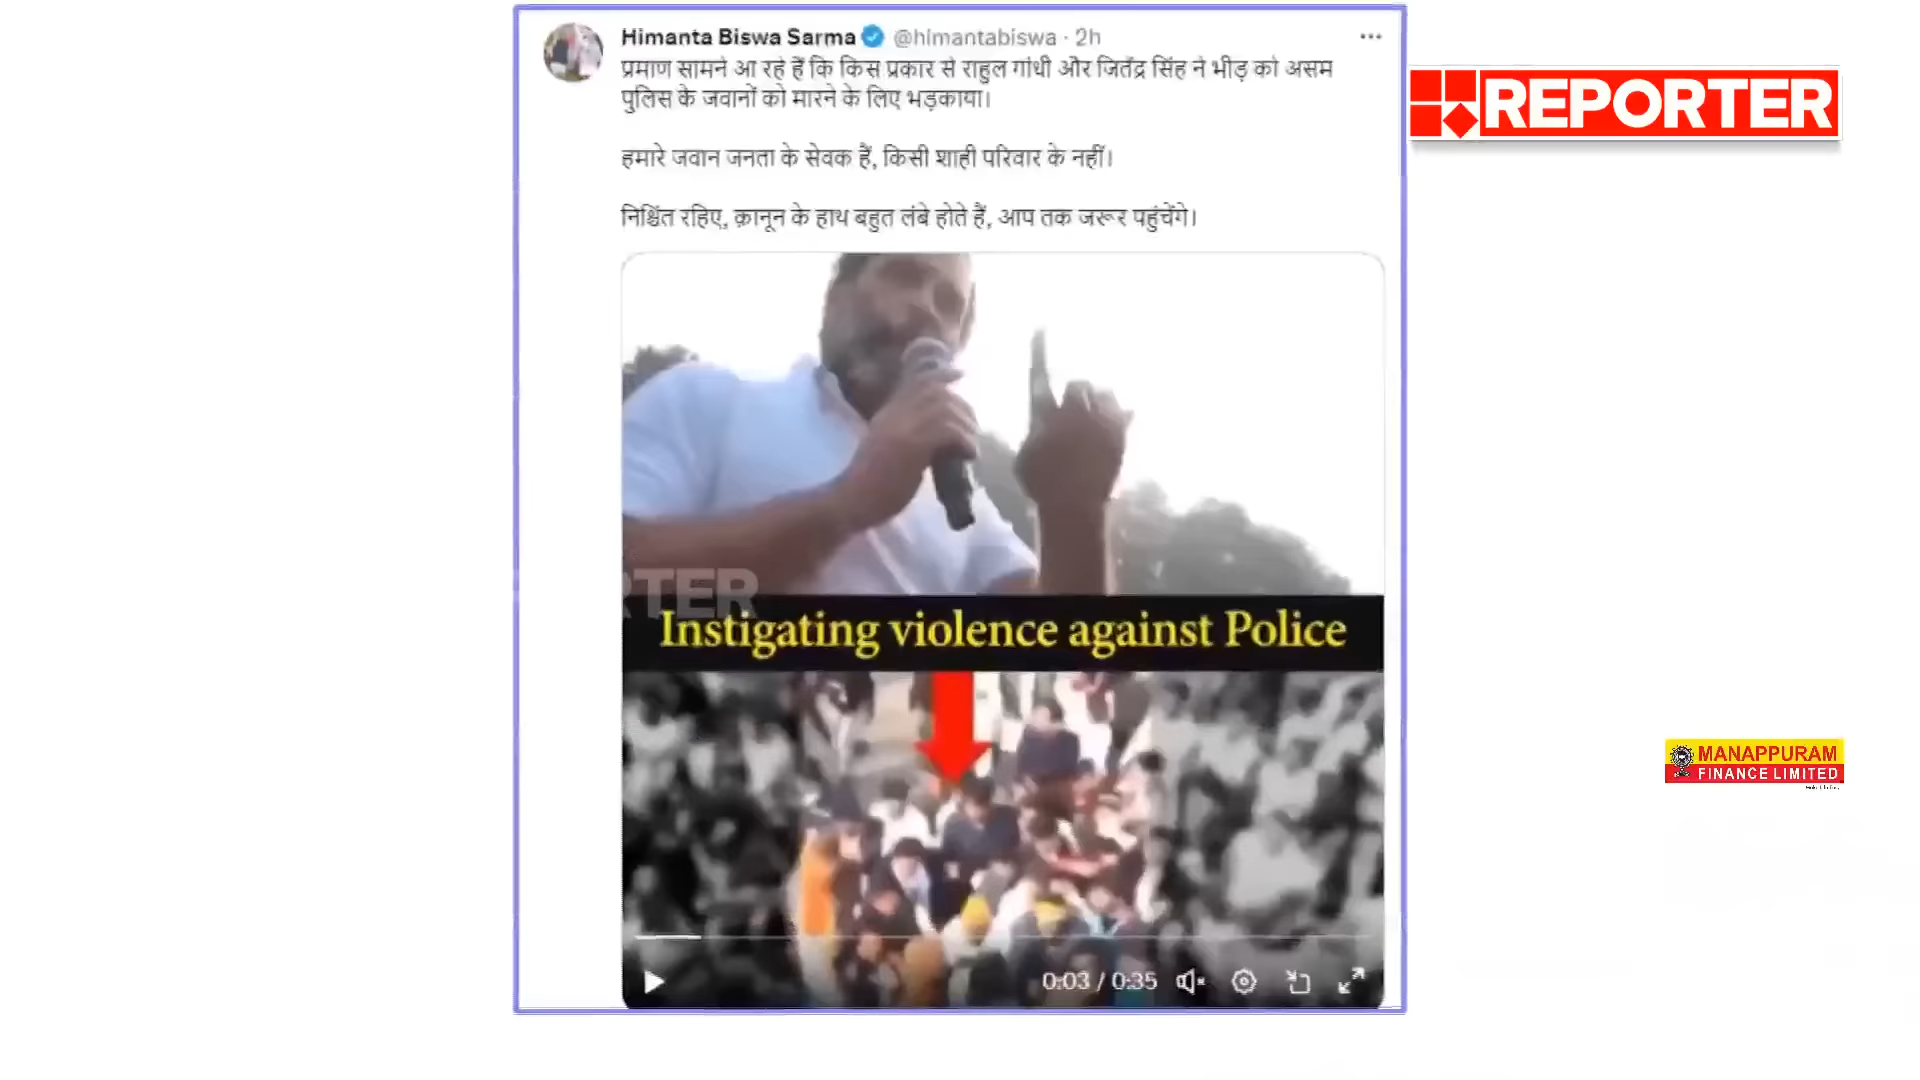 Himanta Biswa Sarma @himantabiswa · 2h
प्रमाण सामने आ रहे हैं कि किस प्रकार से राहुल गांधी और जितेंद्र सिंह ने भीड़ को असम
पुलिस के जवानों को मारने के लिए भड़काया।
हमारे जवान जनता के सेवक हैं, किसी शाही परिवार के नहीं।
निश्चिंत रहिए, क़ानून के हाथ बहुत लंबे होते हैं, आप तक जरूर पहुंचेंगे।
REPORTER
RTER
Instigating violence against Police
MANAPPURAM
FINANCE LIMITED
0:03 / 0:35